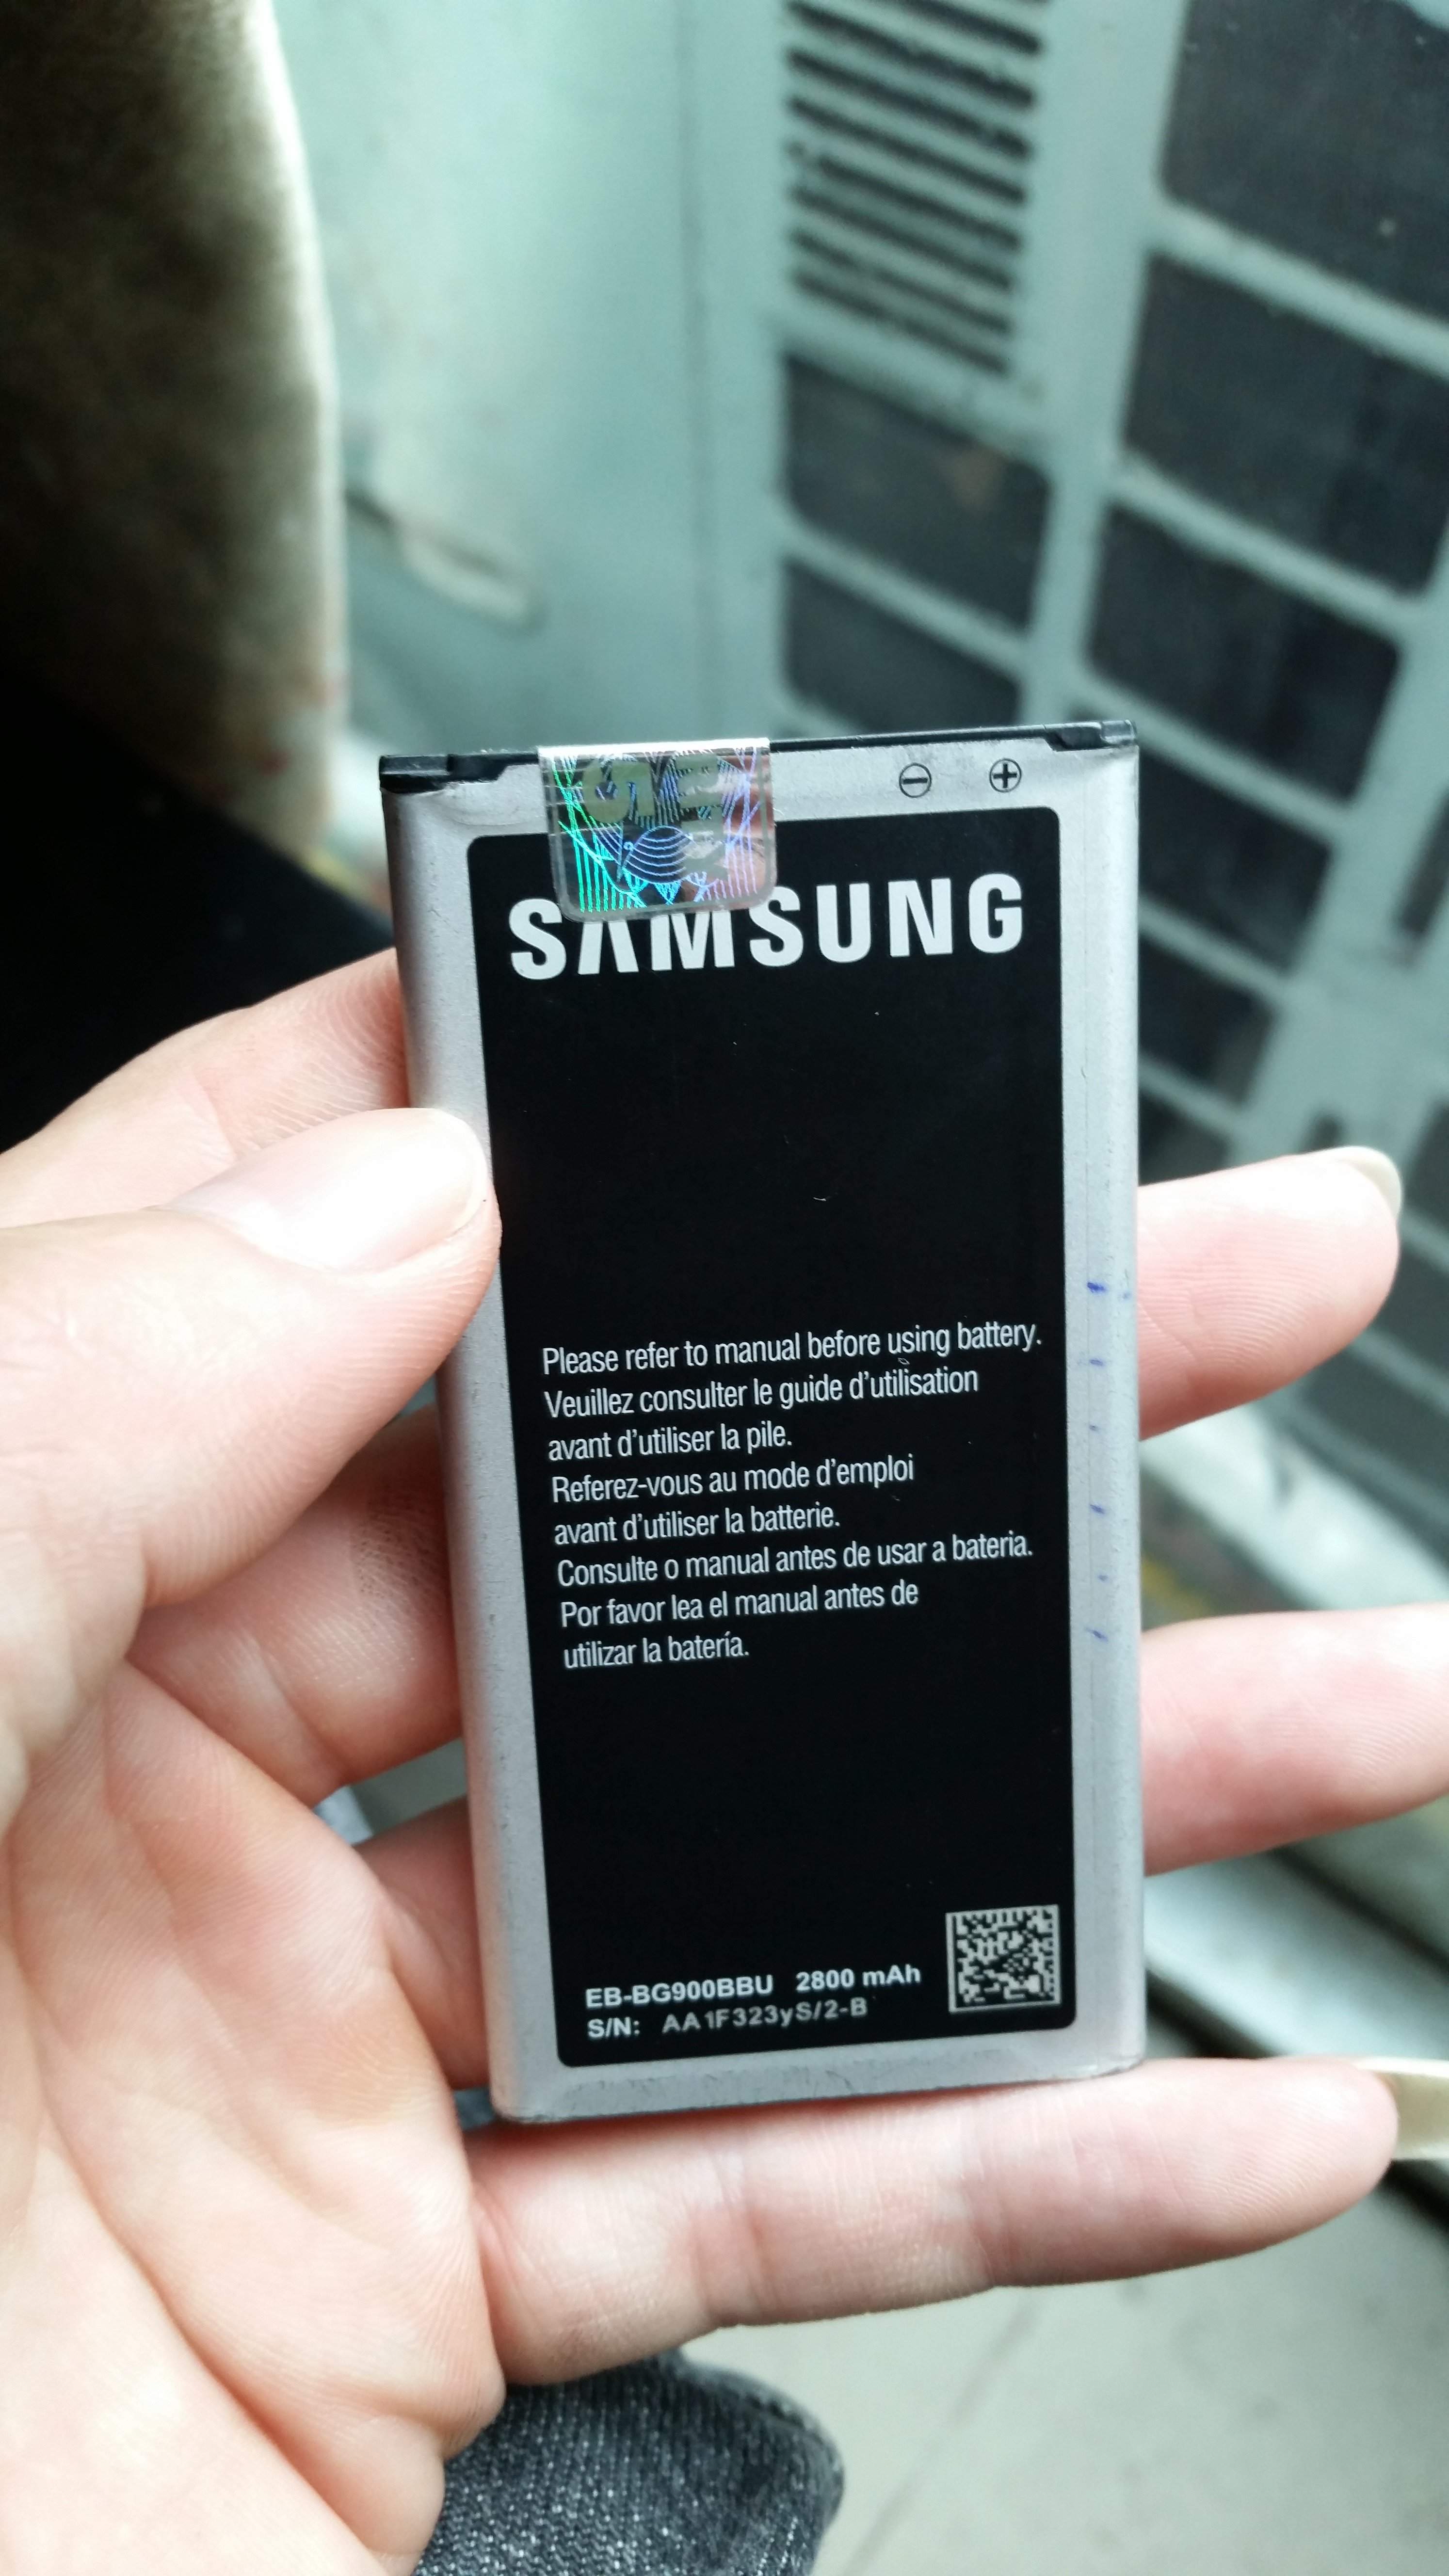 SAMSUNG
Please refer to manual before using battery.
Veuillez consulter le guide d'utilisation
avant d'utiliser la pile.
Referez-vous au mode d'emploi
avant d'utiliser la batterie.
Consulte o manual antes de usar a bateria.
Por favor lea el manual antes de
utilizar la batería.
EB-BG900BBU 2800 mAh
S/N: AA1F323yS/2-B